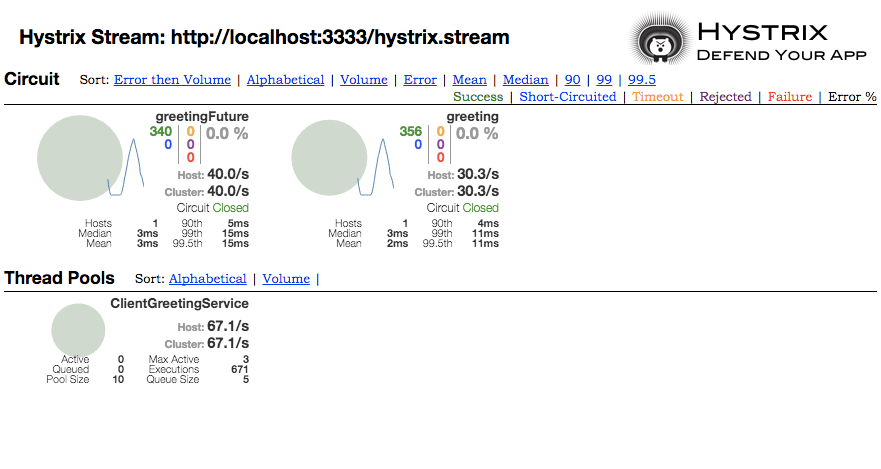 Hystrix Stream: http://localhost:3333/hystrix.stream
HYSTRIX
DEFEND YOUR APP
Circuit Sort: Error then Volume | Alphabetical | Volume | Error | Mean | Median | 90 | 99 | 99.5
Success | Short-Circuited | Timeout | Rejected | Failure | Error %
greetingFuture
340 0 0.0 %
0 0
0
Host: 40.0/s
Cluster: 40.0/s
Circuit Closed
Hosts 1 90th 5ms
Median 3ms 99th 15ms
Mean 3ms 99.5th 15ms
greeting
356 0 0.0 %
0 0
0
Host: 30.3/s
Cluster: 30.3/s
Circuit Closed
Hosts 1 90th 4ms
Median 3ms 99th 11ms
Mean 2ms 99.5th 11ms
Thread Pools Sort: Alphabetical | Volume |
ClientGreetingService
Host: 67.1/s
Cluster: 67.1/s
Active 0 Max Active 3
Queued 0 Executions 671
Pool Size 10 Queue Size 5